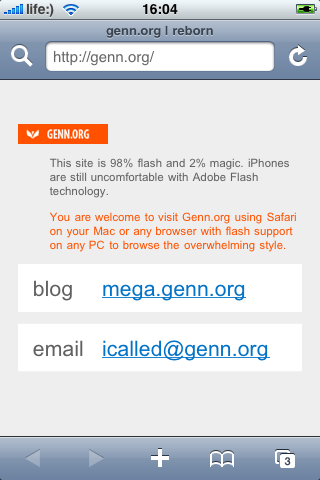 life:) 16:04
genn.org | reborn
http://genn.org/
GENN.ORG
This site is 98% flash and 2% magic. iPhones
are still uncomfortable with Adobe Flash
technology.
You are welcome to visit Genn.org using Safari
on your Mac or any browser with flash support
on any PC to browse the overwhelming style.
blog mega.genn.org
email icalled@genn.org
3